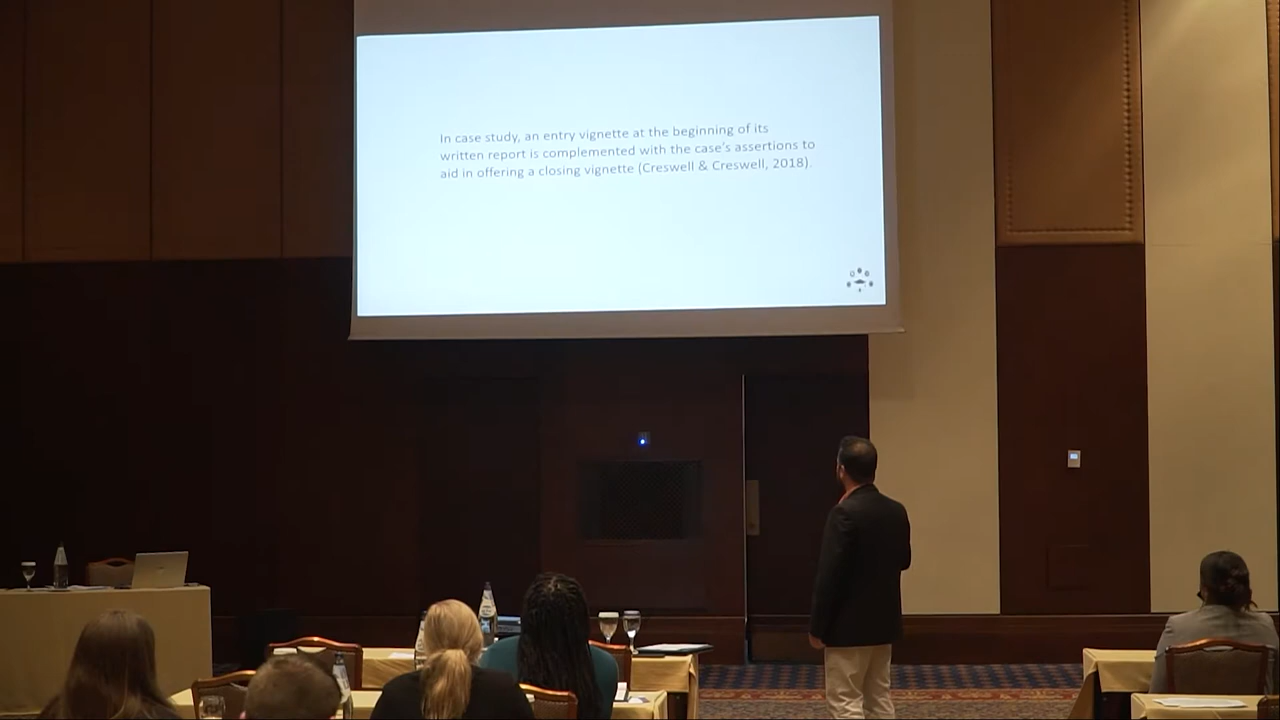 In case study, an entry vignette at the beginning of its
written report is complemented with the case's assertions to
aid in offering a closing vignette (Creswell & Creswell, 2018).